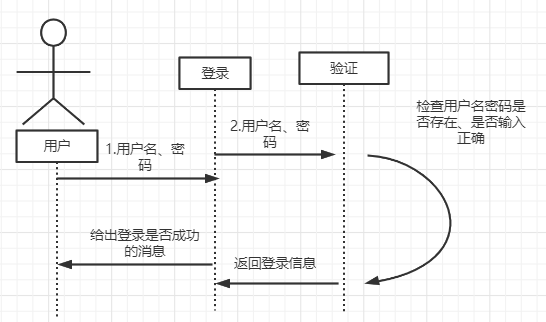 登录
验证
用户
1.用户名、密
码
2.用户名、密
码
检查用户名密码是
否存在、是否输入
正确
给出登录是否成功
的消息
返回登录信息